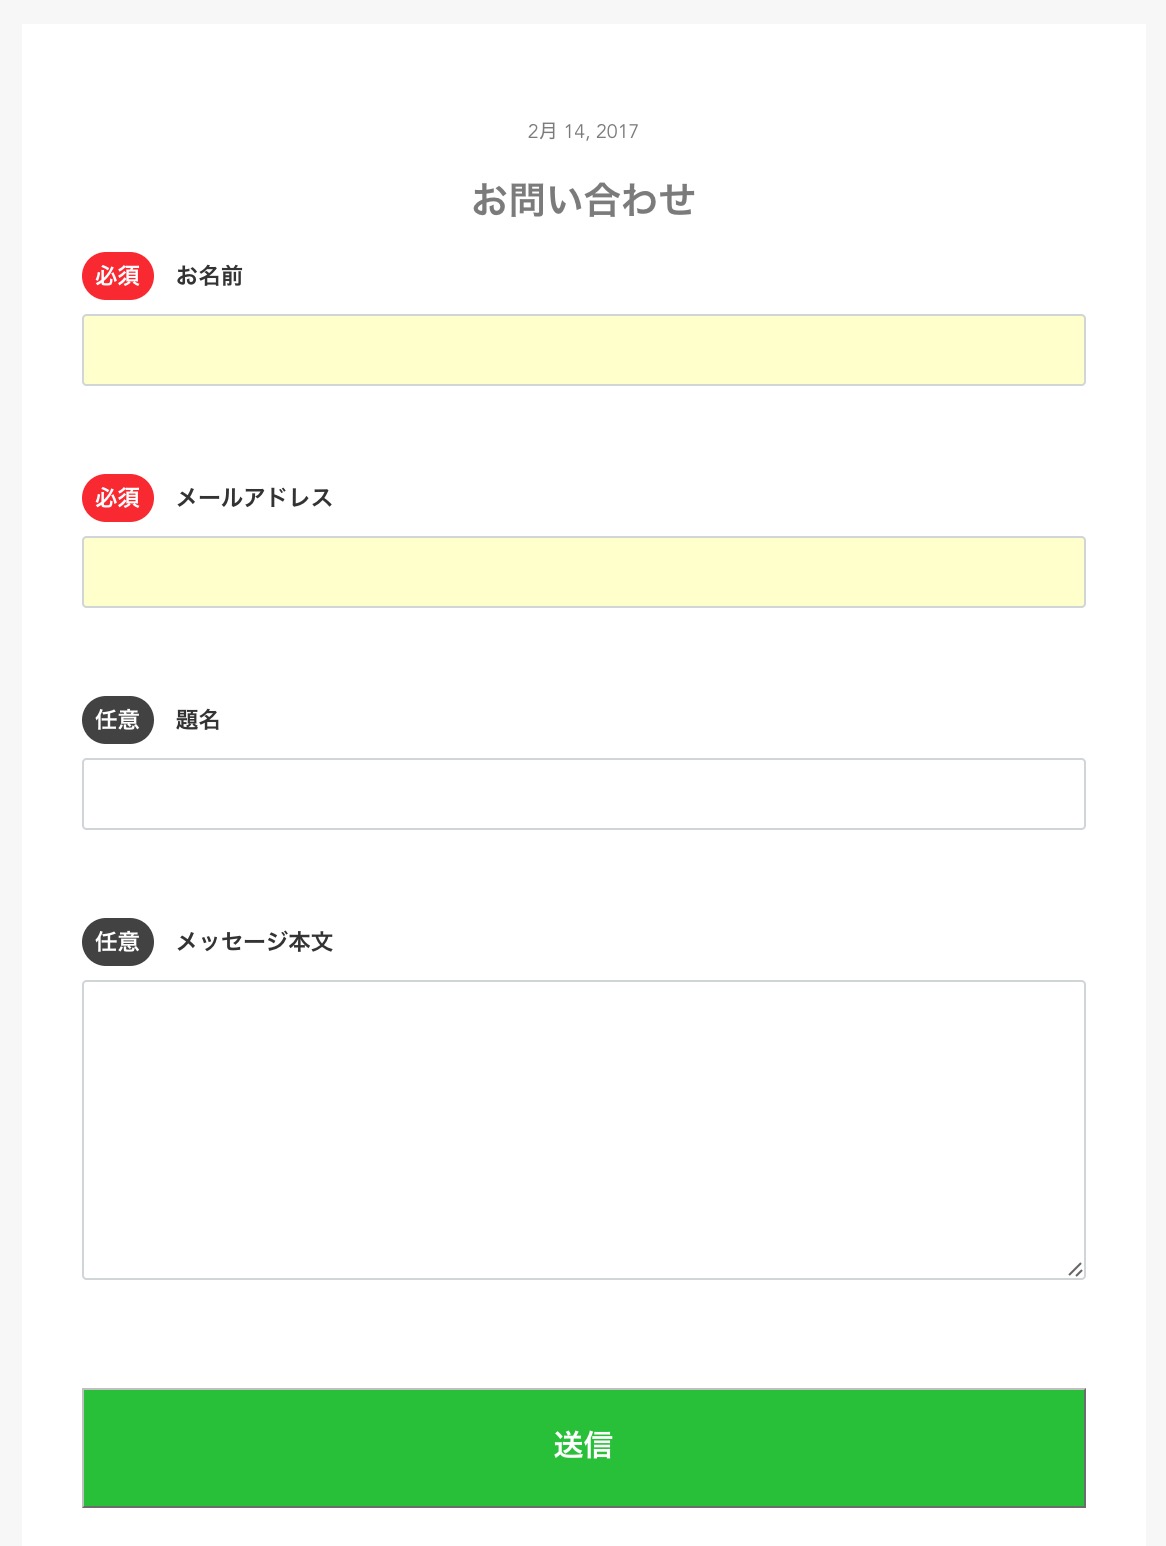 2月 14, 2017
お問い合わせ
必須 お名前
必須 メールアドレス
任意 題名
任意 メッセージ本文
送信